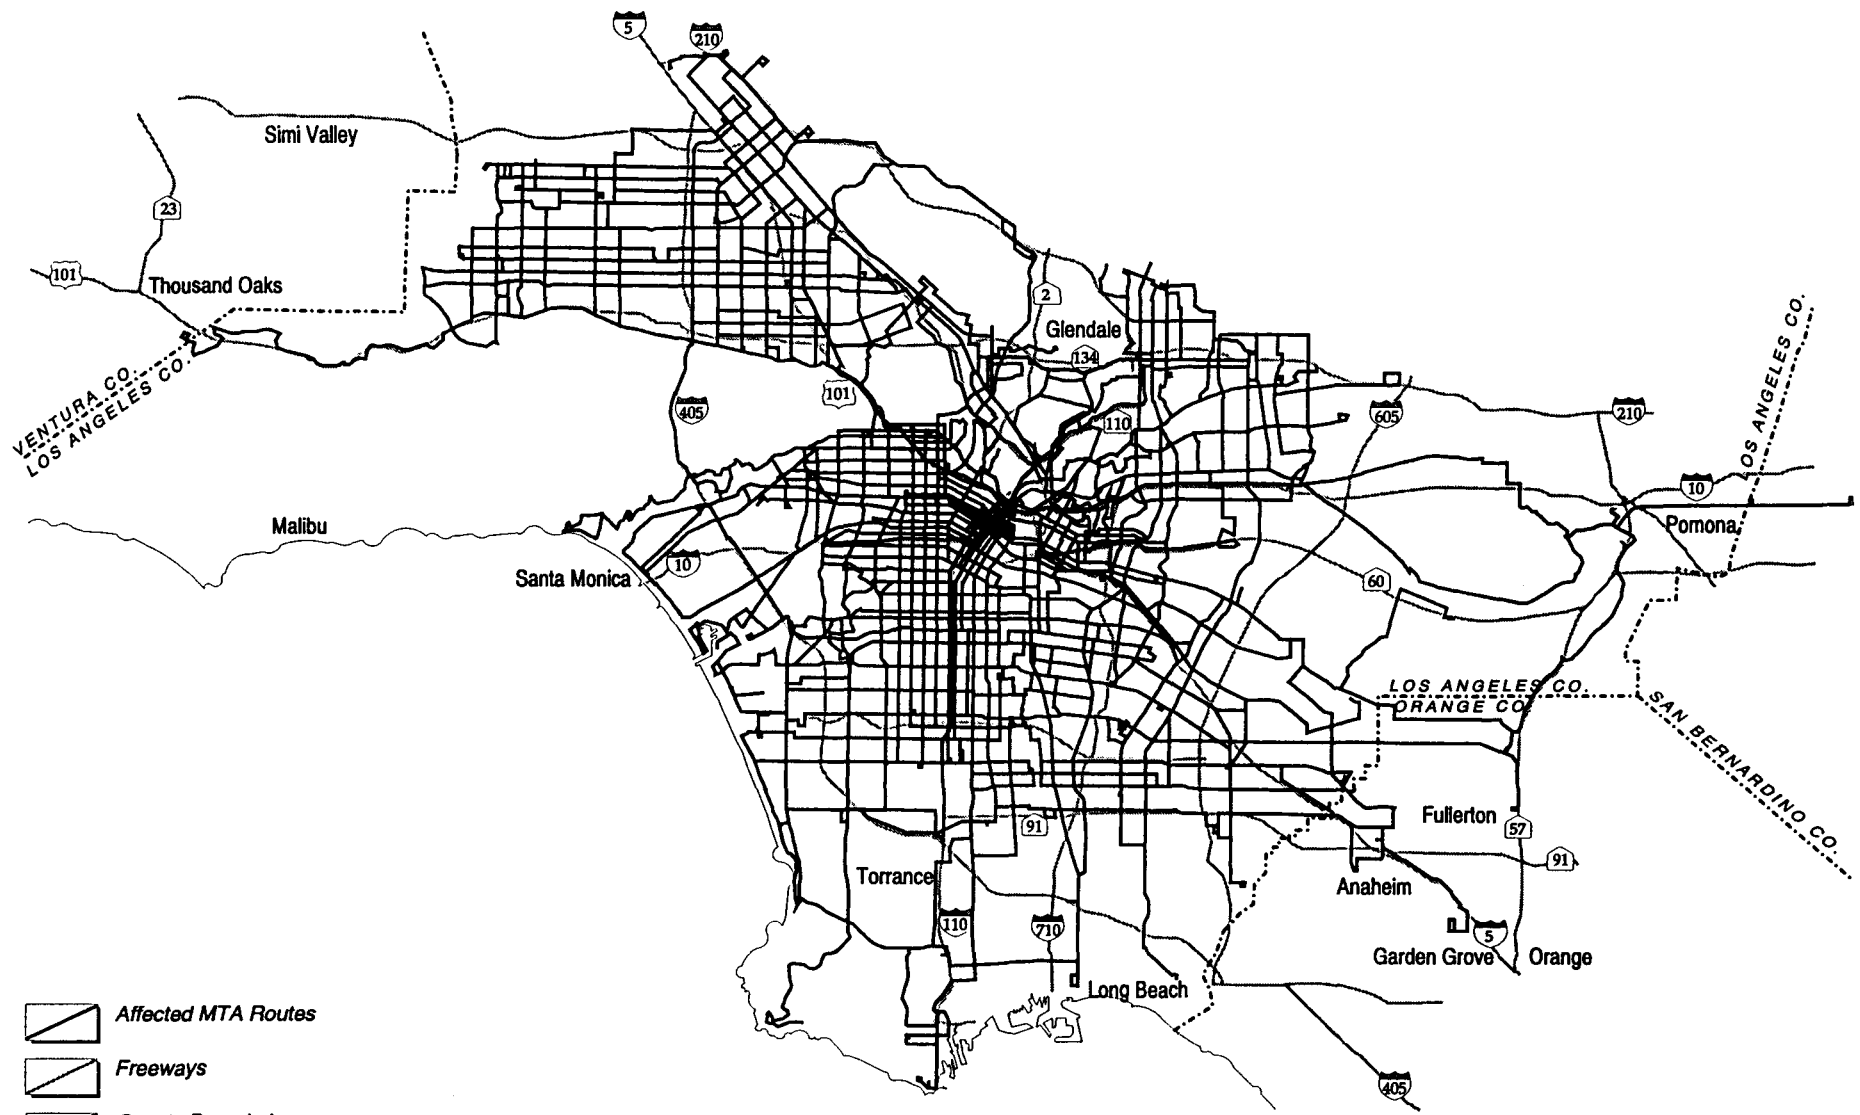 5
210
Simi Valley
23
101
Thousand Oaks
2
Glendale
134
VENTURA CO.
LOS ANGELES CO.
405
101
110
605
210
LOS ANGELES CO.
10
Malibu
Pomona
10
Santa Monica
60
LOS ANGELES CO.
ORANGE CO.
SAN BERNARDINO CO.
91
Fullerton
57
91
Torrance
Anaheim
110
710
5
Garden Grove
Orange
Long Beach
Affected MTA Routes
Freeways
405